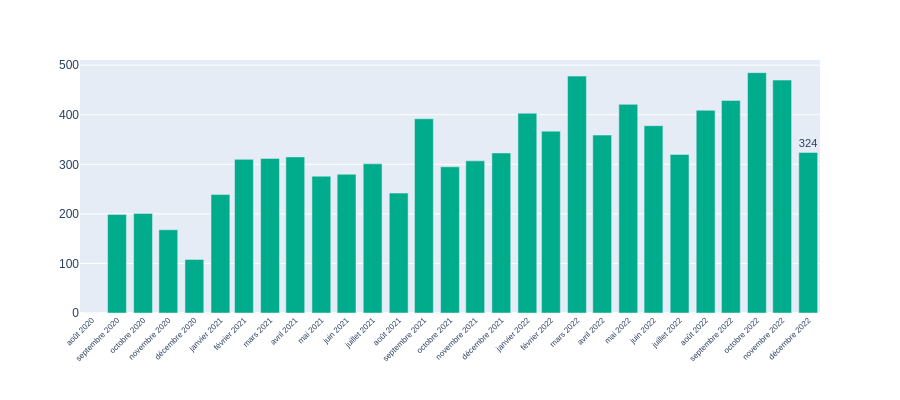 500
400
300
200
100
0
324
août 2020
septembre 2020
octobre 2020
novembre 2020
décembre 2020
janvier 2021
février 2021
mars 2021
avril 2021
mai 2021
juin 2021
juillet 2021
août 2021
septembre 2021
octobre 2021
novembre 2021
décembre 2021
janvier 2022
février 2022
mars 2022
avril 2022
mai 2022
juin 2022
juillet 2022
août 2022
septembre 2022
octobre 2022
novembre 2022
décembre 2022